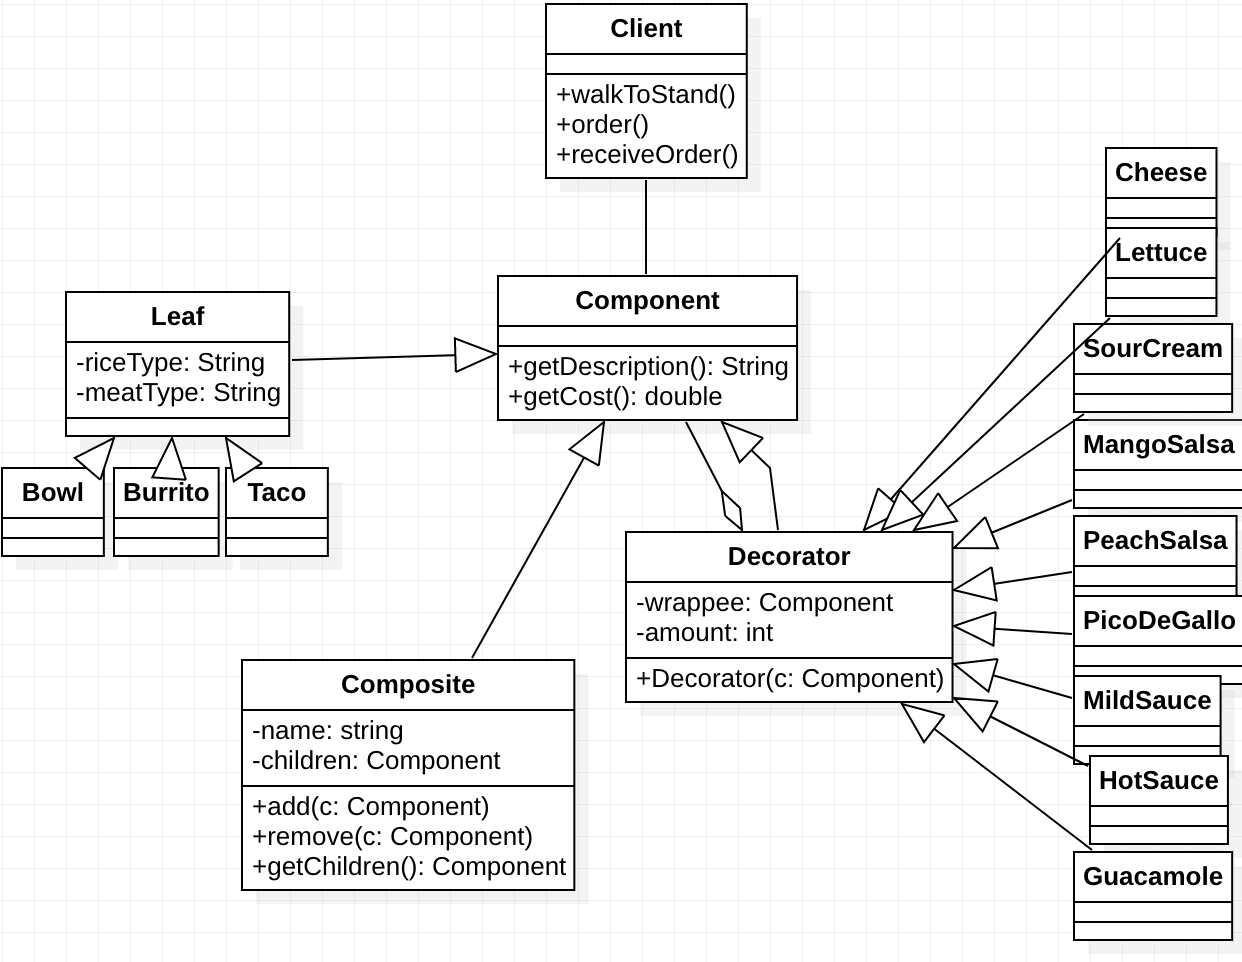 Client
+walkToStand()
+order()
+receiveOrder()
Cheese
Lettuce
Component
+getDescription(): String
+getCost(): double
Leaf
-riceType: String
-meatType: String
SourCream
MangoSalsa
Bowl
Burrito
Taco
PeachSalsa
Decorator
-wrappee: Component
-amount: int
+Decorator(c: Component)
PicoDeGallo
MildSauce
Composite
-name: string
-children: Component
+add(c: Component)
+remove(c: Component)
+getChildren(): Component
HotSauce
Guacamole